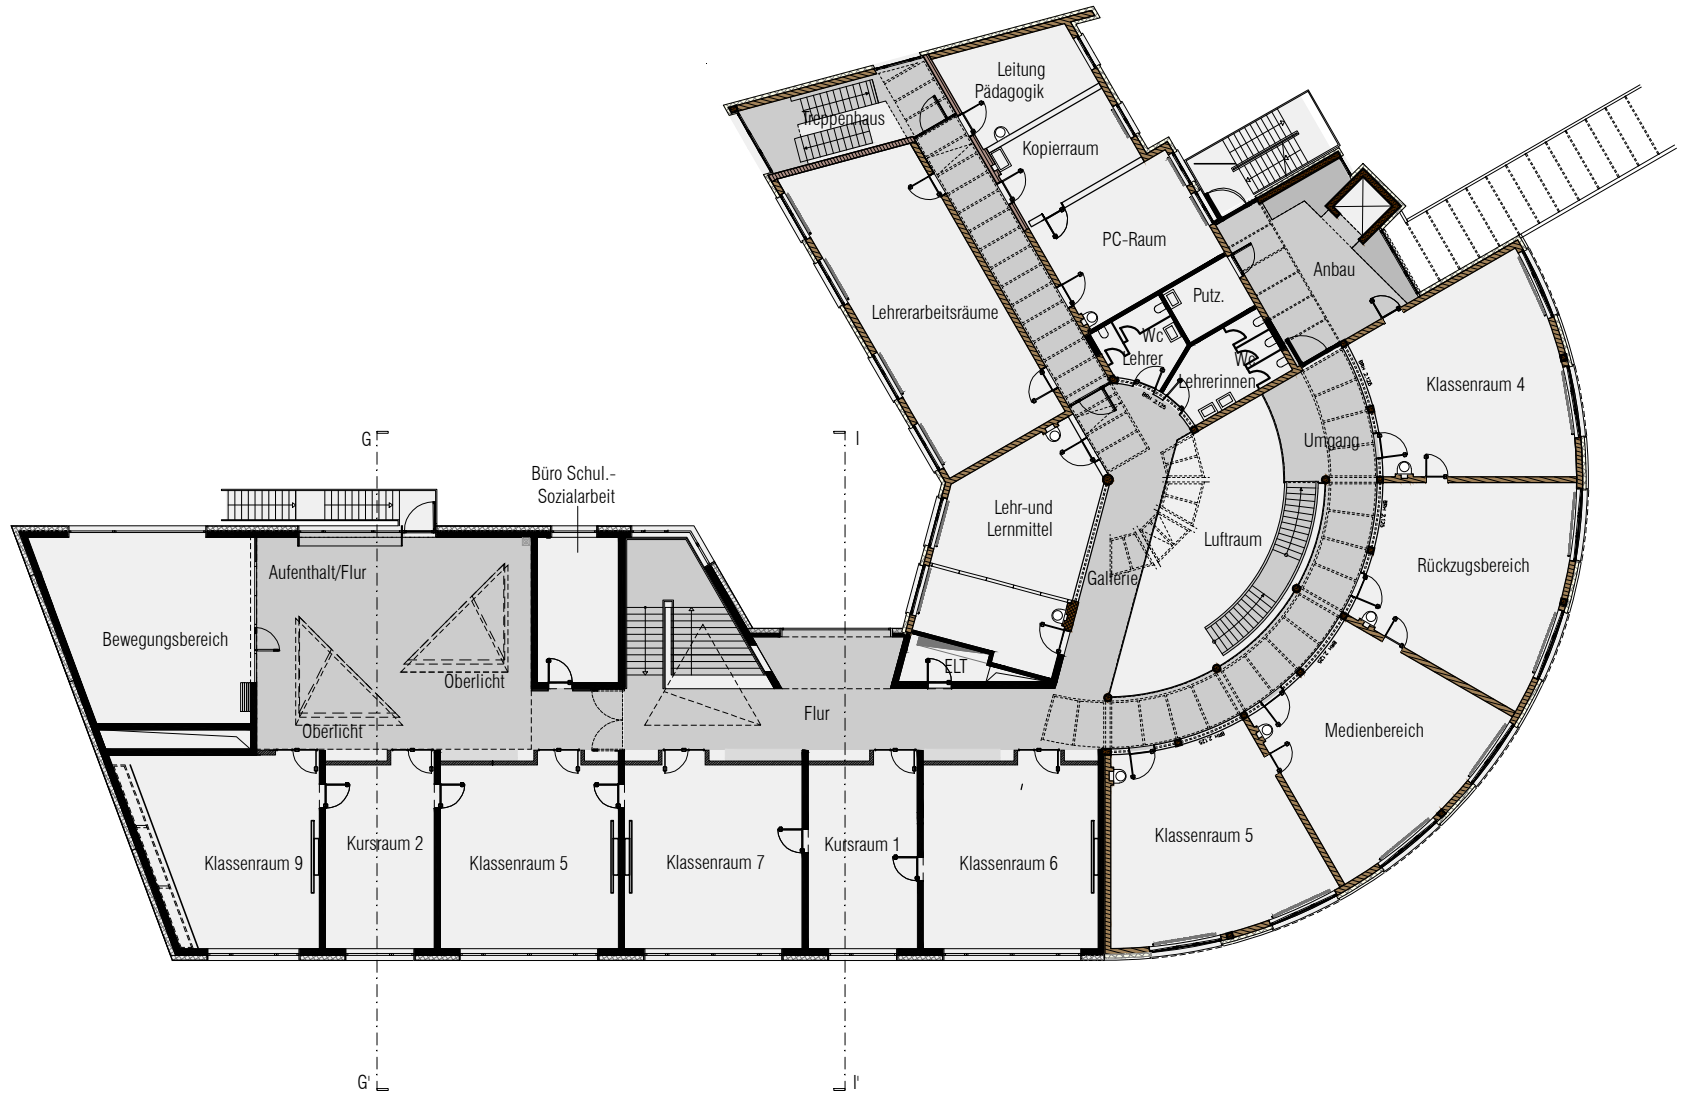 Leitung
Pädagogik
Treppenhaus
Kopierraum
PC-Raum
Anbau
Putz.
Lehrerarbeitsräume
Wc
Lehrer
Wc
Lehrerinnen
Klassenraum 4
Umgang
G
I
Büro Schul.-
Sozialarbeit
Lehr-und
Lernmittel
Luftraum
Rückzugsbereich
Aufenthalt/Flur
Gallerie
Bewegungsbereich
ELT
Oberlicht
Oberlicht
Flur
Medienbereich
Klassenraum 9
Kursraum 2
Klassenraum 5
Klassenraum 7
Kursraum 1
Klassenraum 6
Klassenraum 5
G'
I'